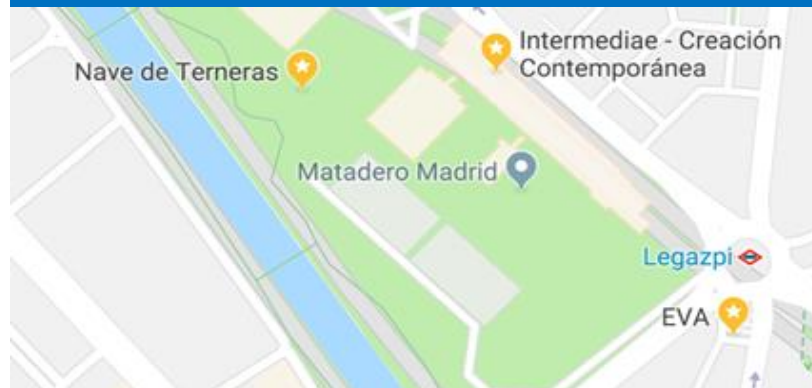 Intermediae - Creación
Contemporánea
Nave de Terneras
Matadero Madrid
Legazpi
EVA